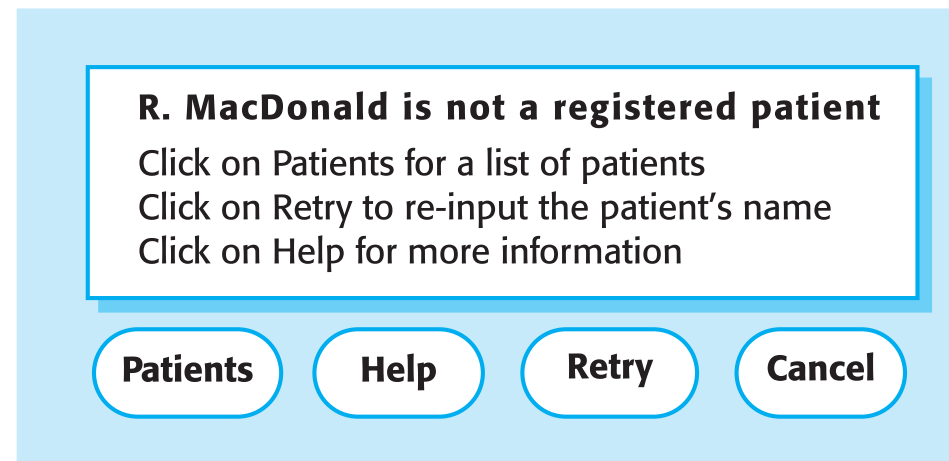 R. MacDonald is not a registered patient
Click on Patients for a list of patients
Click on Retry to re-input the patient’s name
Click on Help for more information
Patients Help Retry Cancel